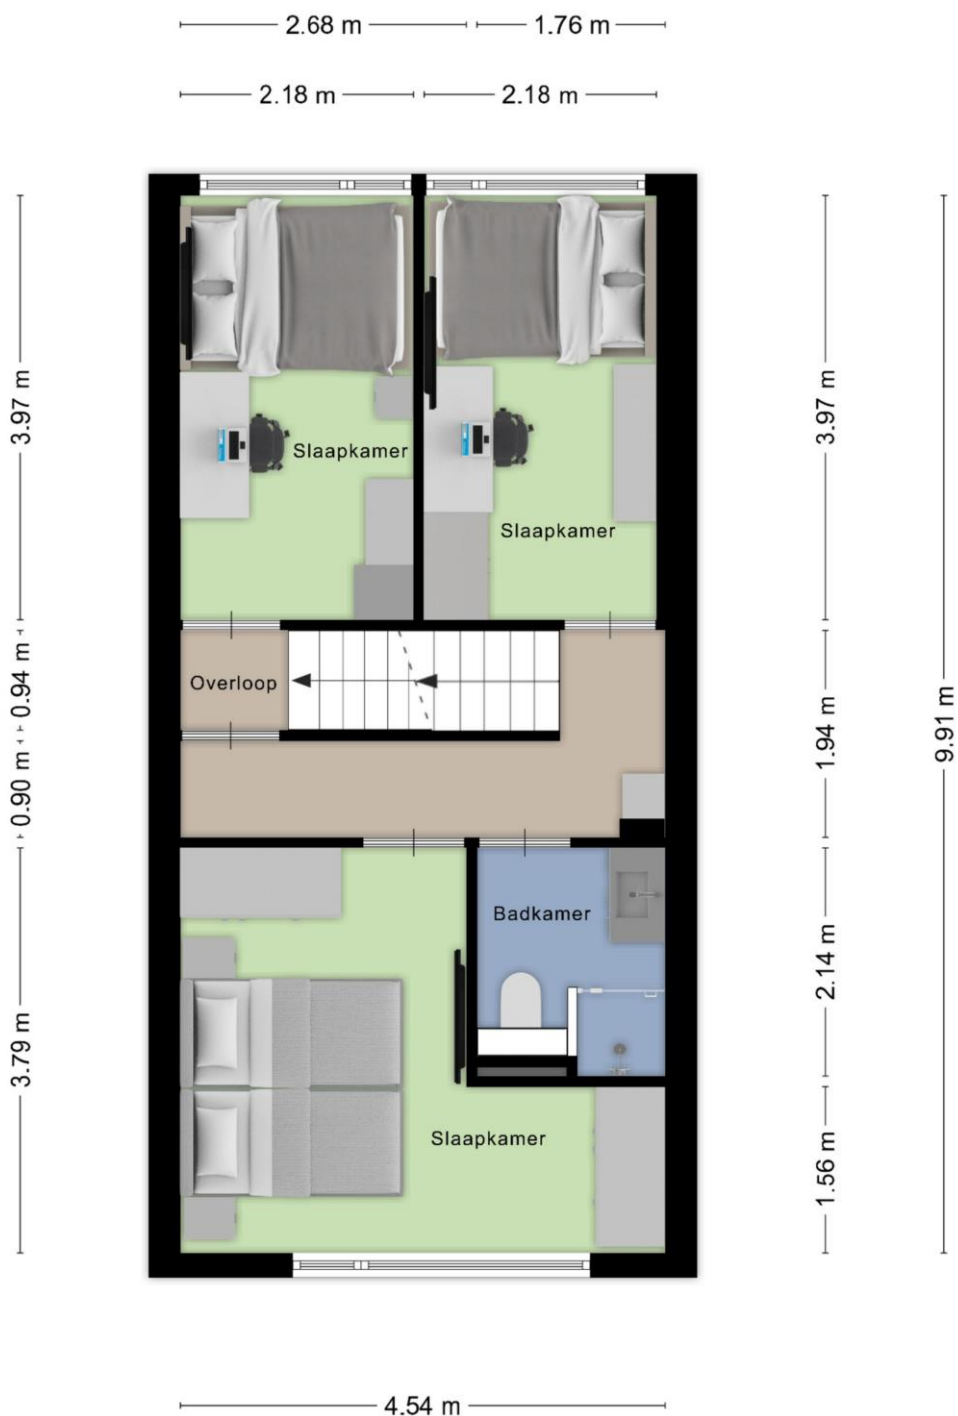 2.68 m
1.76 m
2.18 m
2.18 m
3.97 m
3.97 m
Slaapkamer
Slaapkamer
Overloop
0.94 m
0.90 m
1.94 m
9.91 m
Badkamer
2.14 m
3.79 m
Slaapkamer
1.56 m
4.54 m